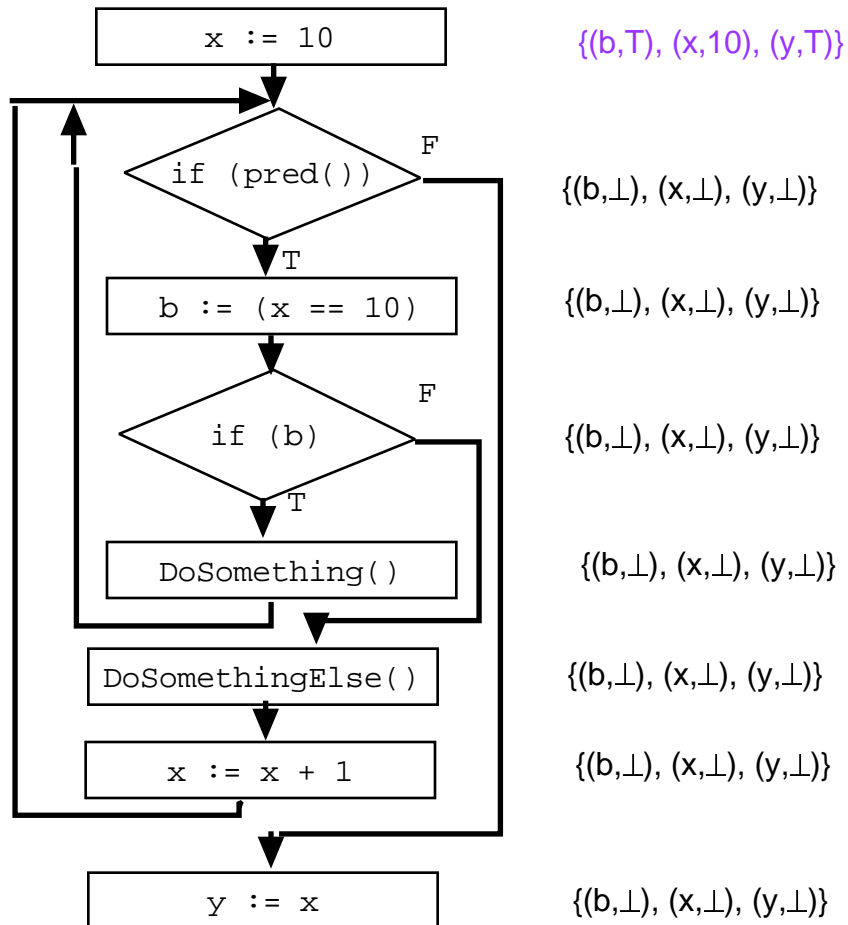 x := 10
{(b,T), (x,10), (y,T)}
F
if (pred())
{(b,⊥), (x,⊥), (y,⊥)}
T
b := (x == 10)
{(b,⊥), (x,⊥), (y,⊥)}
F
if (b)
{(b,⊥), (x,⊥), (y,⊥)}
T
DoSomething()
{(b,⊥), (x,⊥), (y,⊥)}
DoSomethingElse()
{(b,⊥), (x,⊥), (y,⊥)}
x := x + 1
{(b,⊥), (x,⊥), (y,⊥)}
y := x
{(b,⊥), (x,⊥), (y,⊥)}